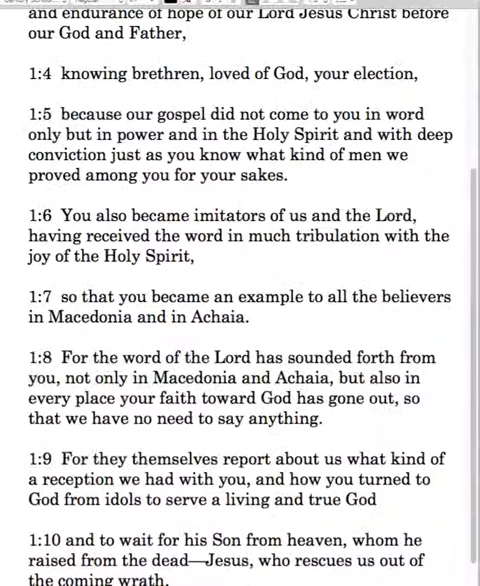 and endurance of hope of our Lord Jesus Christ before
our God and Father,
1:4 knowing brethren, loved of God, your election,
1:5 because our gospel did not come to you in word
only but in power and in the Holy Spirit and with deep
conviction just as you know what kind of men we
proved among you for your sakes.
1:6 You also became imitators of us and the Lord,
having received the word in much tribulation with the
joy of the Holy Spirit,
1:7 so that you became an example to all the believers
in Macedonia and in Achaia.
1:8 For the word of the Lord has sounded forth from
you, not only in Macedonia and Achaia, but also in
every place your faith toward God has gone out, so
that we have no need to say anything.
1:9 For they themselves report about us what kind of
a reception we had with you, and how you turned to
God from idols to serve a living and true God
1:10 and to wait for his Son from heaven, whom he
raised from the dead—Jesus, who rescues us out of
the coming wrath.